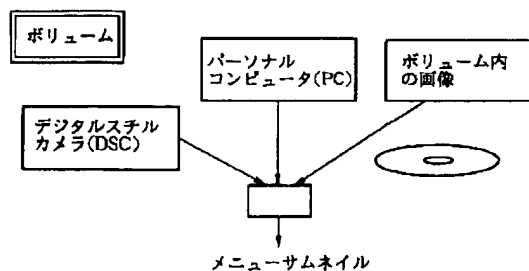 ボリューム
パーソナル
コンピュータ(PC)
ボリューム内
の画像
デジタルスチル
カメラ(DSC)
メニューサムネイル